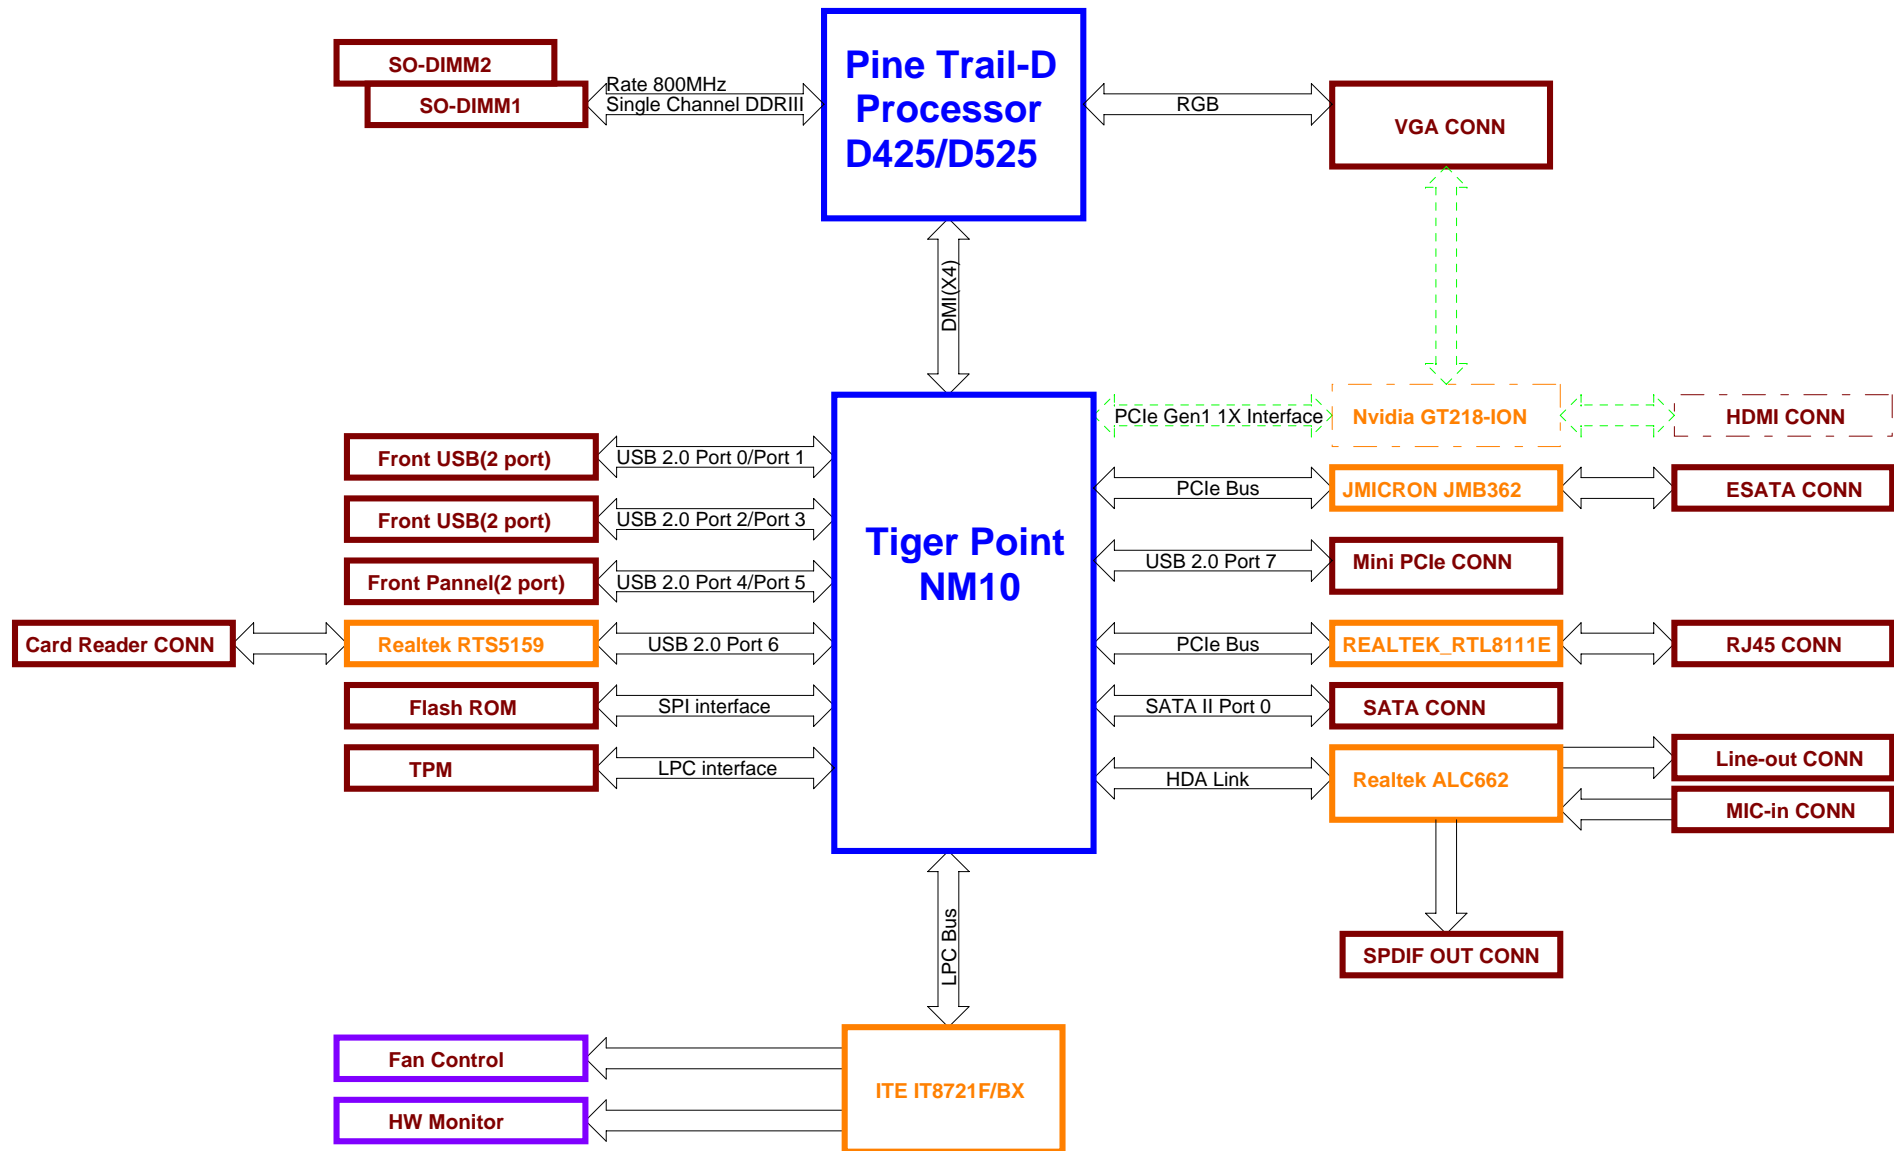 SO-DIMM2
SO-DIMM1
Rate 800MHz
Single Channel DDRIII
Pine Trail-D
Processor
D425/D525
RGB
VGA CONN
DMI(X4)
PCIe Gen1 1X Interface
Nvidia GT218-ION
HDMI CONN
Front USB(2 port)
USB 2.0 Port 0/Port 1
PCIe Bus
JMICRON JMB362
ESATA CONN
Front USB(2 port)
USB 2.0 Port 2/Port 3
Tiger Point
NM10
USB 2.0 Port 7
Mini PCIe CONN
Front Pannel(2 port)
USB 2.0 Port 4/Port 5
Card Reader CONN
Realtek RTS5159
USB 2.0 Port 6
PCIe Bus
REALTEK_RTL8111E
RJ45 CONN
Flash ROM
SPI interface
SATA II Port 0
SATA CONN
TPM
LPC interface
HDA Link
Realtek ALC662
Line-out CONN
MIC-in CONN
LPC Bus
SPDIF OUT CONN
Fan Control
ITE IT8721F/BX
HW Monitor